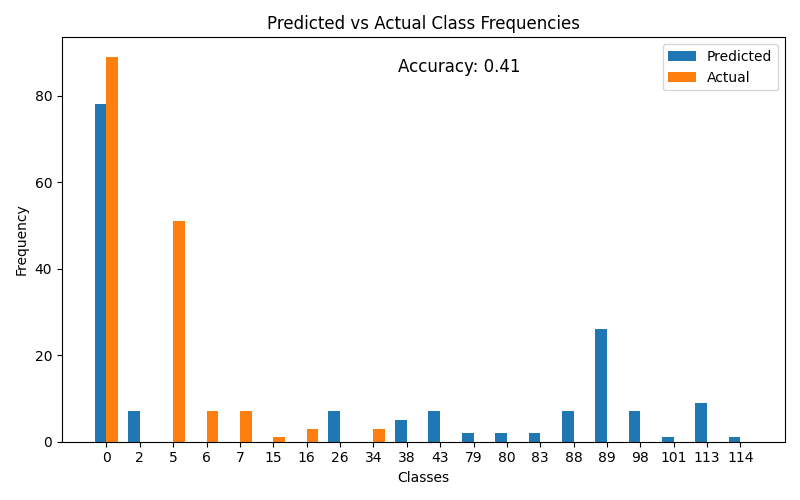 Predicted vs Actual Class Frequencies
Accuracy: 0.41
Predicted
Actual
Frequency
80
60
40
20
0
0 2 5 6 7 15 16 26 34 38 43 79 80 83 88 89 98 101 113 114
Classes